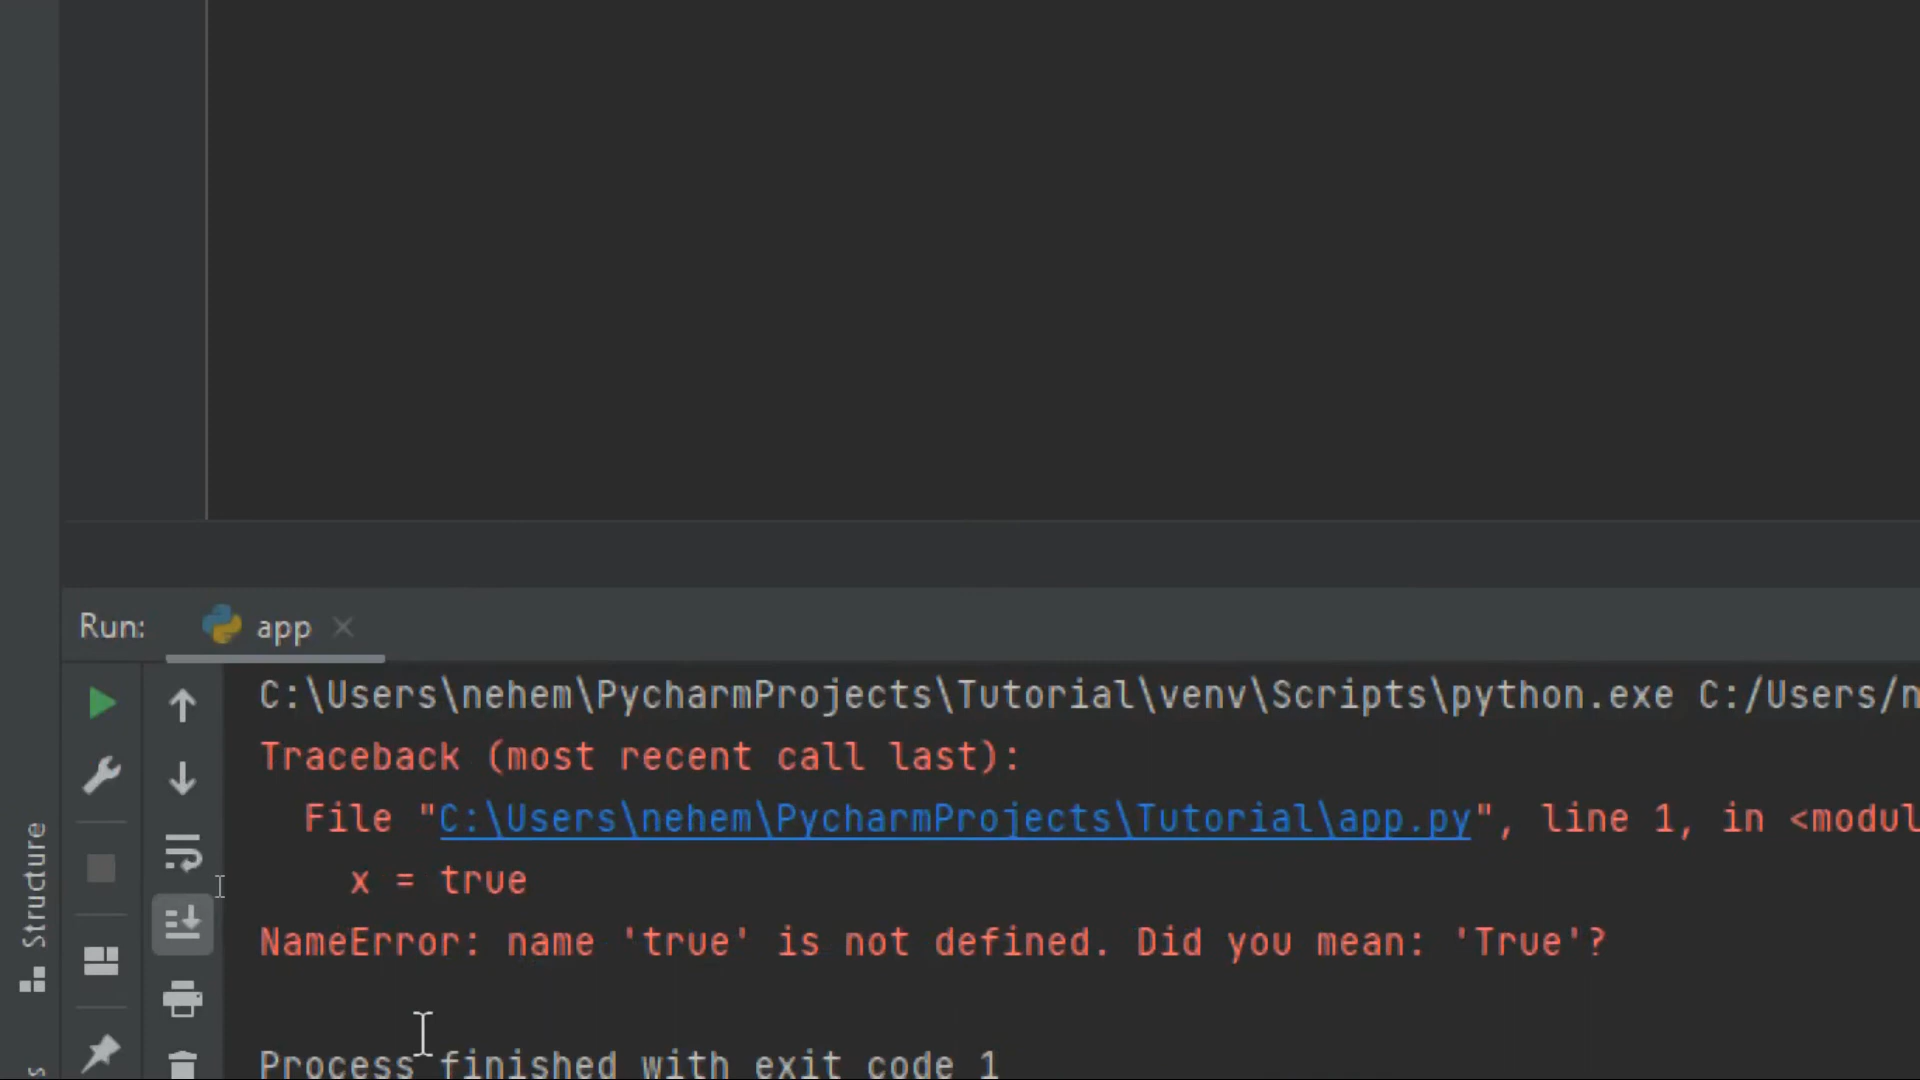 Run: app
C:\Users\nehem\PycharmProjects\Tutorial\venv\Scripts\python.exe C:/Users/n
Traceback (most recent call last):
File "C:\Users\nehem\PycharmProjects\Tutorial\app.py", line 1, in <modul
x = true
NameError: name 'true' is not defined. Did you mean: 'True'?
Process finished with exit code 1
Structure